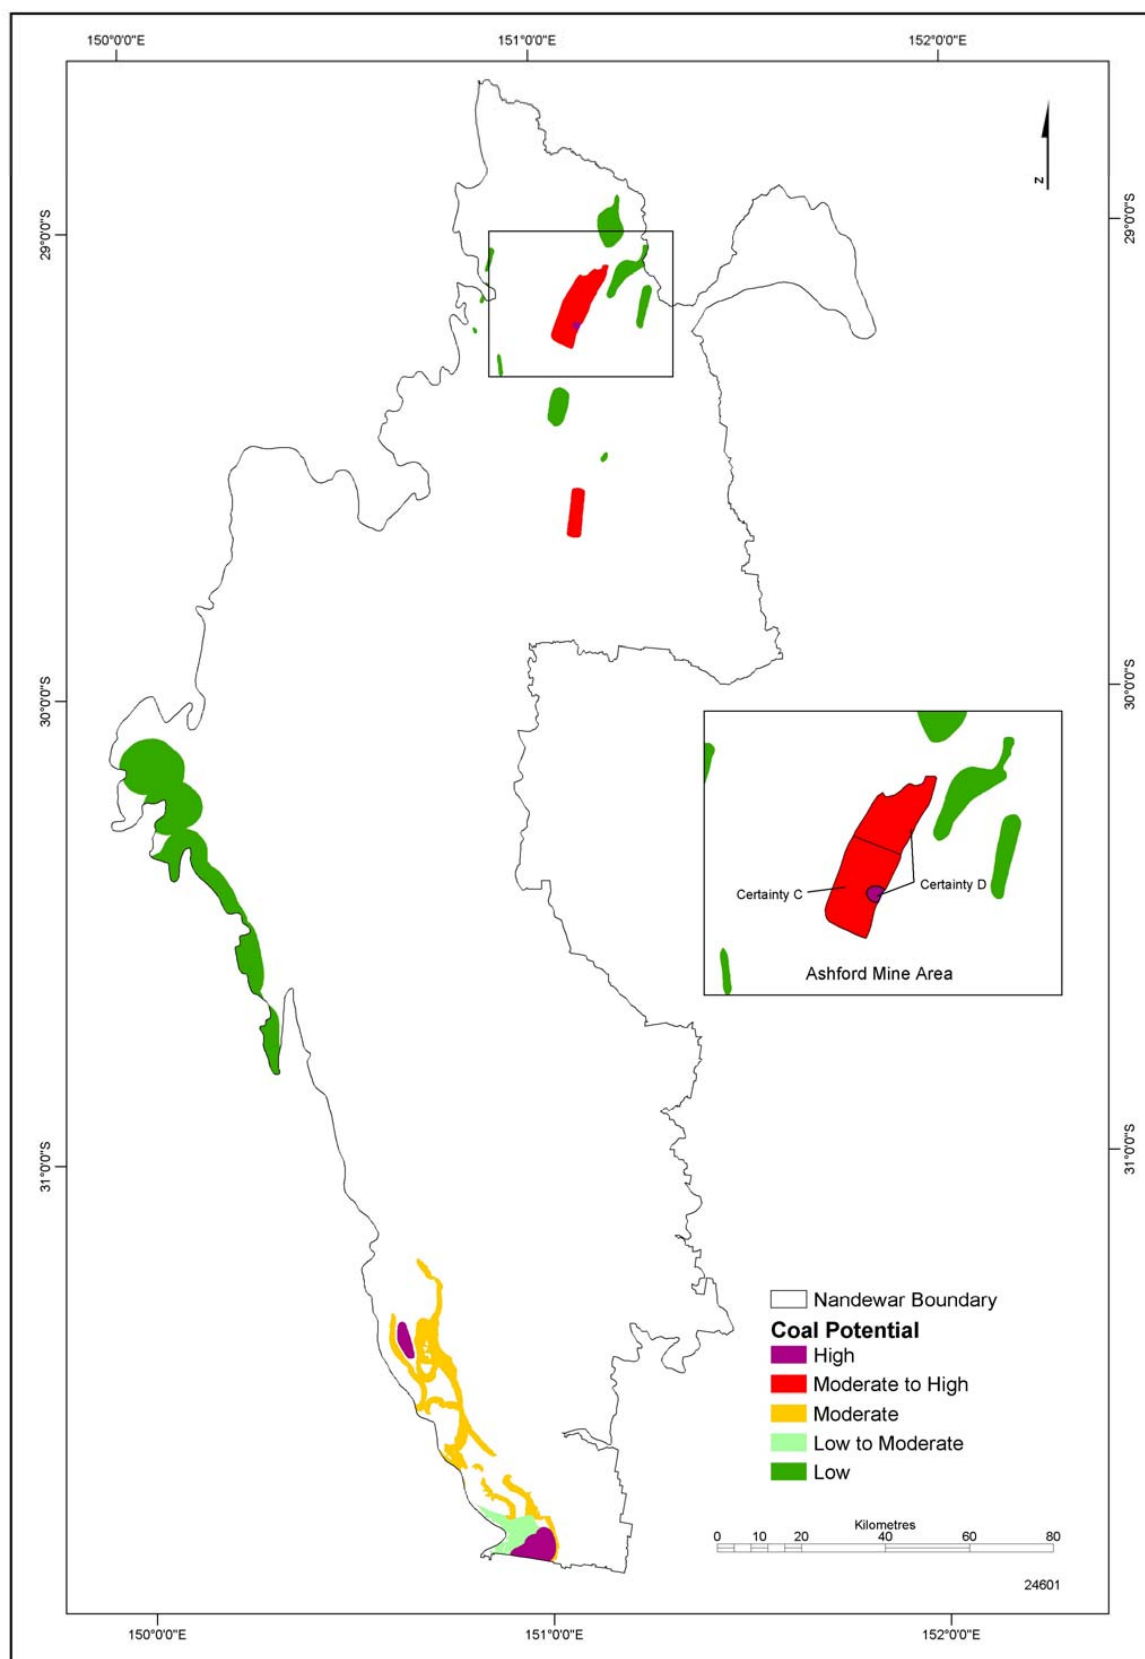 150°0'0"E
151°0'0"E
152°0'0"E
N
29°0'0"S
29°0'0"S
30°0'0"S
30°0'0"S
Certainty C
Certainty D
Ashford Mine Area
31°0'0"S
31°0'0"S
Nandewar Boundary
Coal Potential
High
Moderate to High
Moderate
Low to Moderate
Low
Kilometres
0 10 20 40 60 80
24601
150°0'0"E
151°0'0"E
152°0'0"E